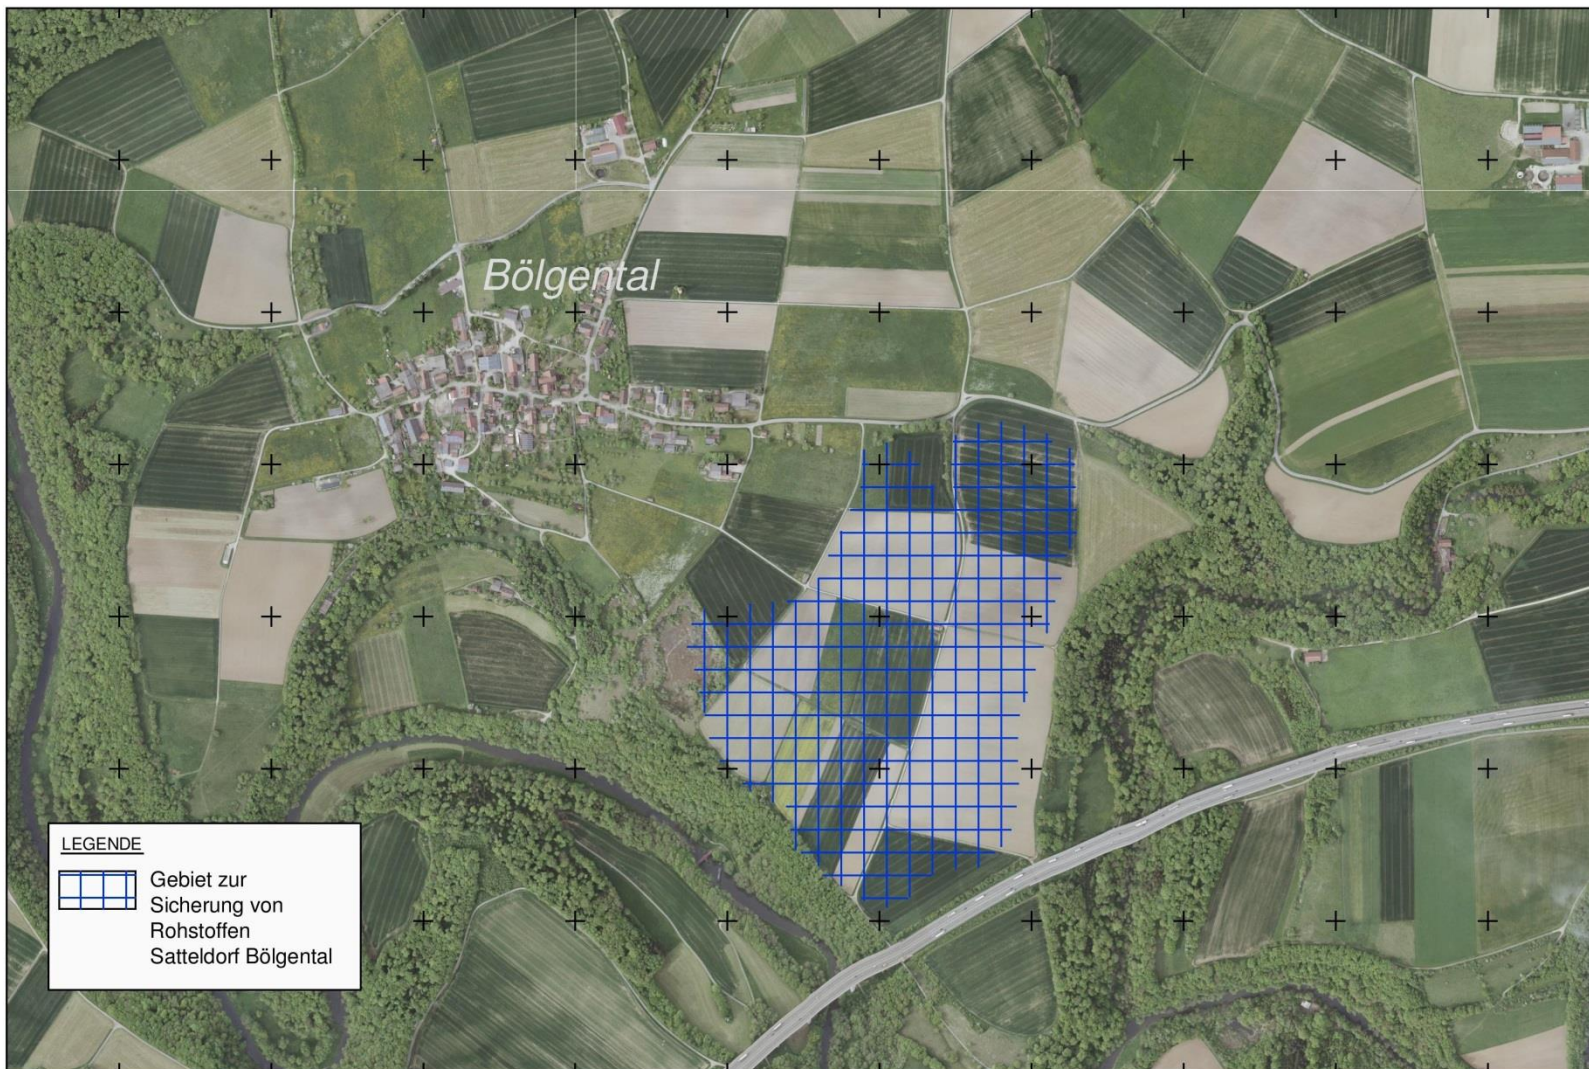 Bölgental
LEGENDE
Gebiet zur
Sicherung von
Rohstoffen
Satteldorf Bölgental